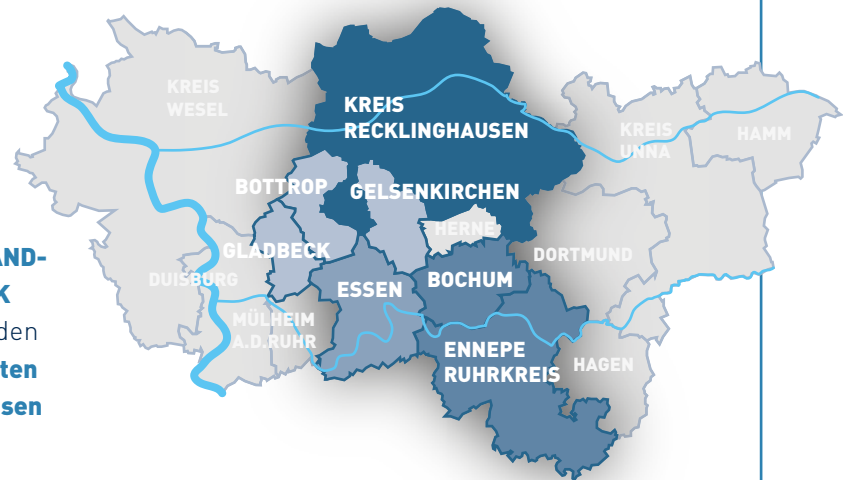 KREIS
WESEL
KREIS
RECKLINGHAUSEN
KREIS
UNNA
HAMM
BOTTROP
GELSENKIRCHEN
HERNE
GLADBECK
DORTMUND
DUISBURG
ESSEN
BOCHUM
MÜLHEIM
A.D.RUHR
ENNEPE
RUHRKREIS
HAGEN
AND-
K
den
ten
sen